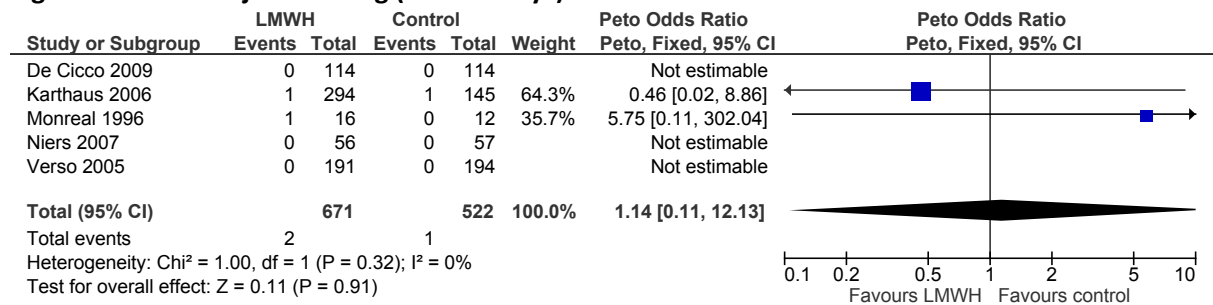 LMWH Control Peto Odds Ratio Peto Odds Ratio
Study or Subgroup Events Total Events Total Weight Peto, Fixed, 95% CI Peto, Fixed, 95% CI
De Cicco 2009 0 114 0 114 Not estimable
Karthaus 2006 1 294 1 145 64.3% 0.46 [0.02, 8.86]
Monreal 1996 1 16 0 12 35.7% 5.75 [0.11, 302.04]
Niers 2007 0 56 0 57 Not estimable
Verso 2005 0 191 0 194 Not estimable
Total (95% CI) 671 522 100.0% 1.14 [0.11, 12.13]
Total events 2 1
Heterogeneity: Chi² = 1.00, df = 1 (P = 0.32); I² = 0%
Test for overall effect: Z = 0.11 (P = 0.91)
0.1 0.2 0.5 1 2 5 10
Favours LMWH Favours control